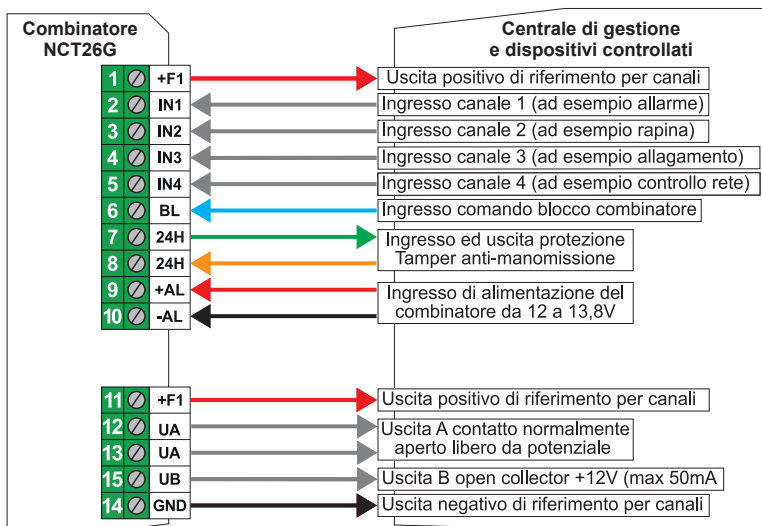 Combinatore
NCT26G
Centrale di gestione
e dispositivi controllati
1 +F1 Uscita positivo di riferimento per canali
2 IN1 Ingresso canale 1 (ad esempio allarme)
3 IN2 Ingresso canale 2 (ad esempio rapina)
4 IN3 Ingresso canale 3 (ad esempio allagamento)
5 IN4 Ingresso canale 4 (ad esempio controllo rete)
6 BL Ingresso comando blocco combinatore
7 24H Ingresso ed uscita protezione
8 24H Tamper anti-manomissione
9 +AL Ingresso di alimentazione del
10 -AL combinatore da 12 a 13,8V
11 +F1 Uscita positivo di riferimento per canali
12 UA Uscita A contatto normalmente
13 UA aperto libero da potenziale
15 UB Uscita B open collector +12V (max 50mA
14 GND Uscita negativo di riferimento per canali